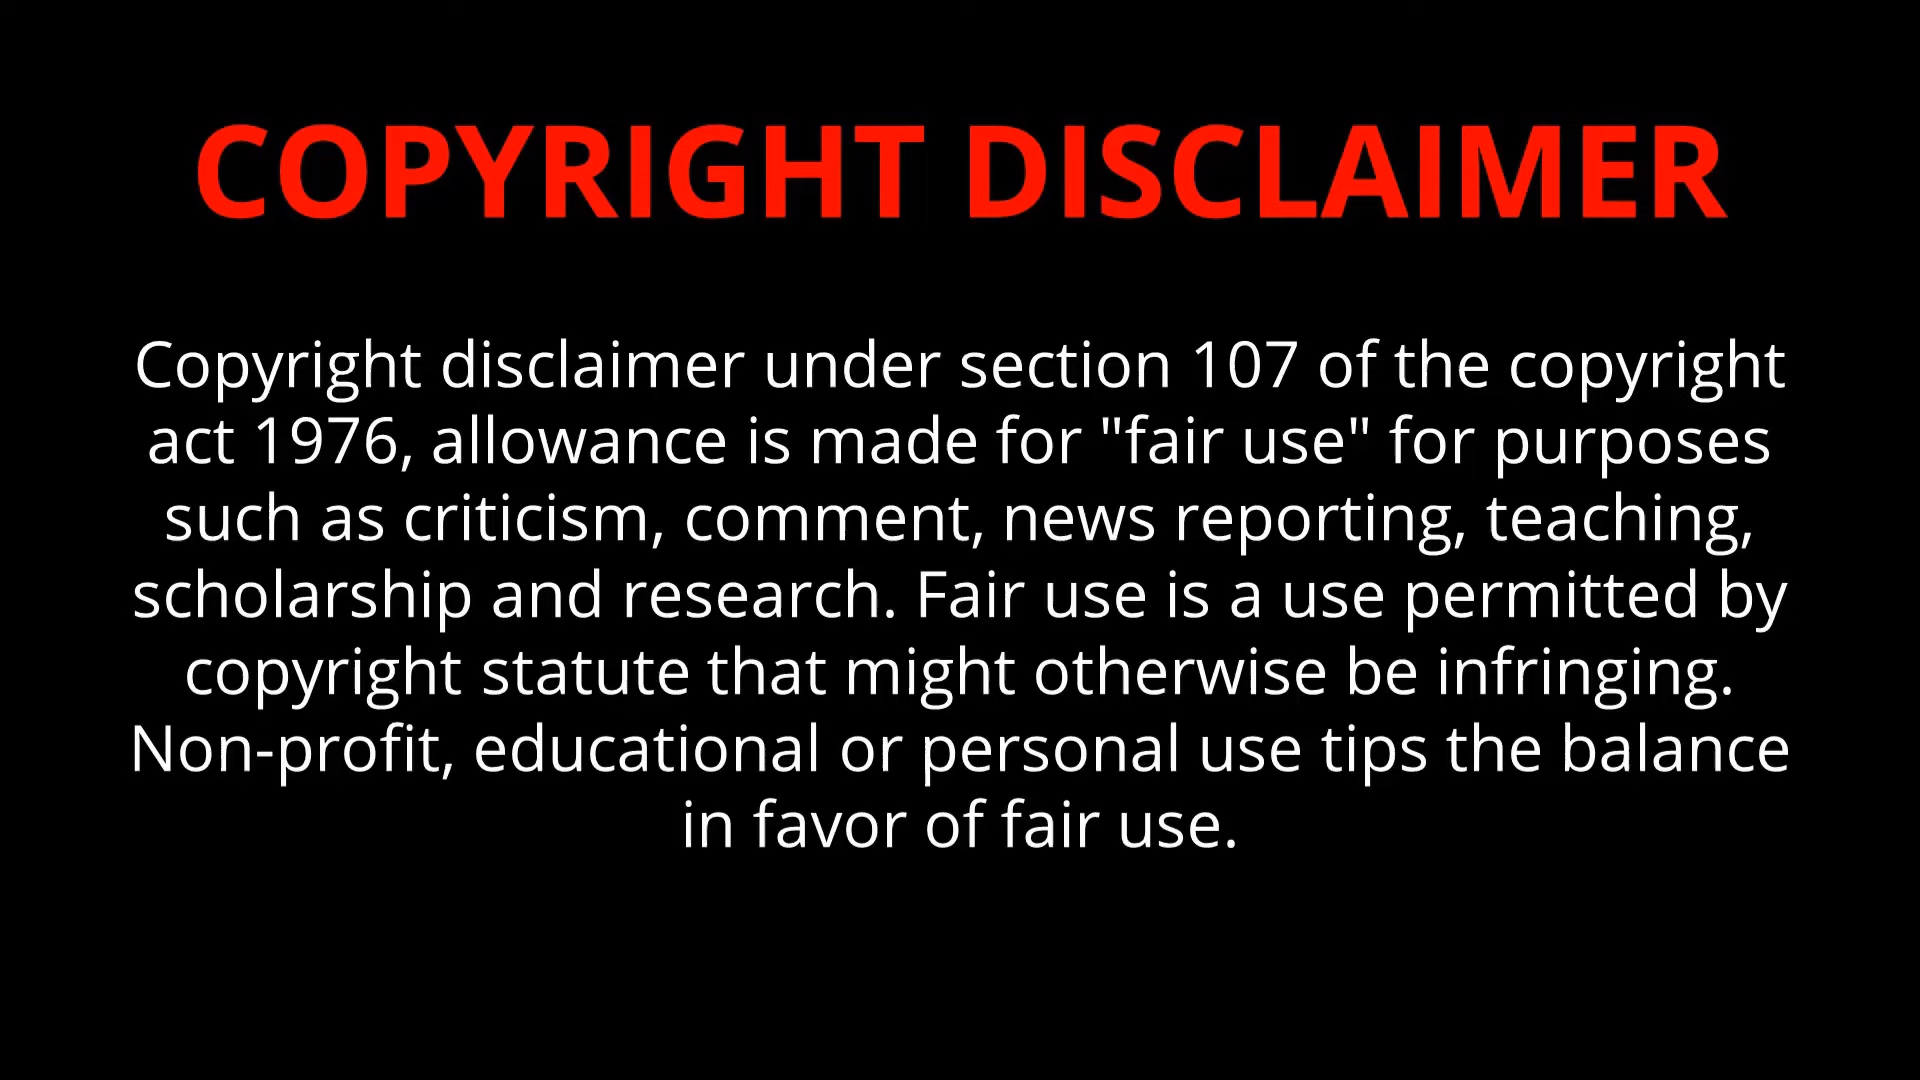 COPYRIGHT DISCLAIMER
Copyright disclaimer under section 107 of the copyright
act 1976, allowance is made for "fair use" for purposes
such as criticism, comment, news reporting, teaching,
scholarship and research. Fair use is a use permitted by
copyright statute that might otherwise be infringing.
Non-profit, educational or personal use tips the balance
in favor of fair use.